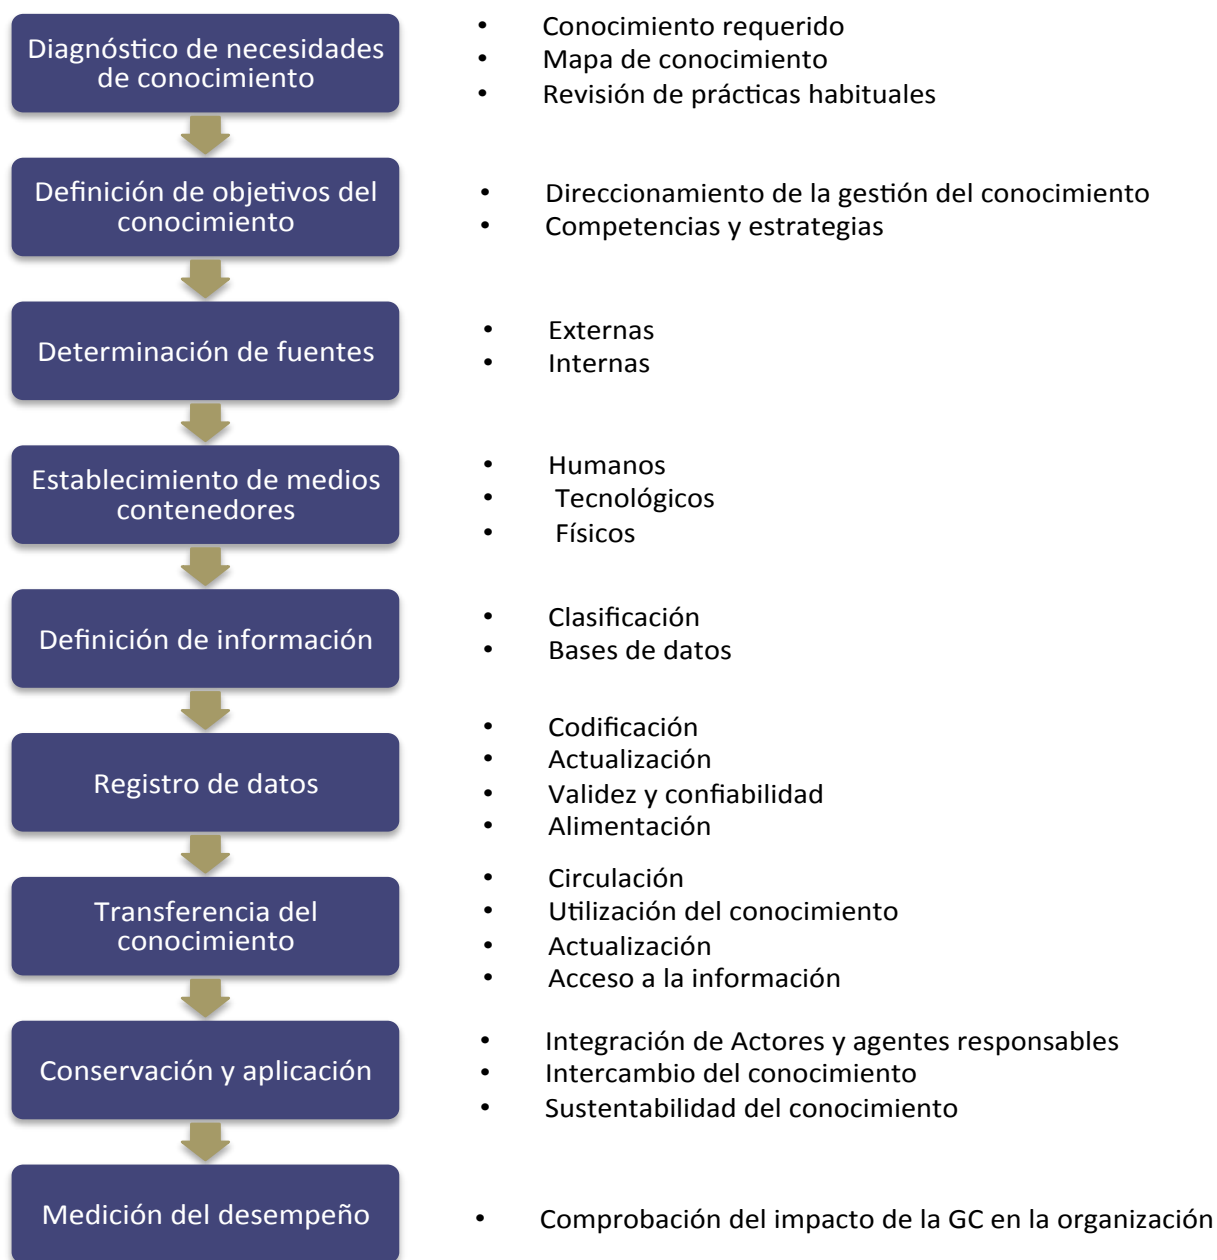 Diagnóstico de necesidades
de conocimiento
• Conocimiento requerido
• Mapa de conocimiento
• Revisión de prácticas habituales
Definición de objetivos del
conocimiento
• Direccionamiento de la gestión del conocimiento
• Competencias y estrategias
Determinación de fuentes
• Externas
• Internas
Establecimiento de medios
contenedores
• Humanos
• Tecnológicos
• Físicos
Definición de información
• Clasificación
• Bases de datos
Registro de datos
• Codificación
• Actualización
• Validez y confiabilidad
• Alimentación
Transferencia del
conocimiento
• Circulación
• Utilización del conocimiento
• Actualización
• Acceso a la información
Conservación y aplicación
• Integración de Actores y agentes responsables
• Intercambio del conocimiento
• Sustentabilidad del conocimiento
Medición del desempeño
• Comprobación del impacto de la GC en la organización